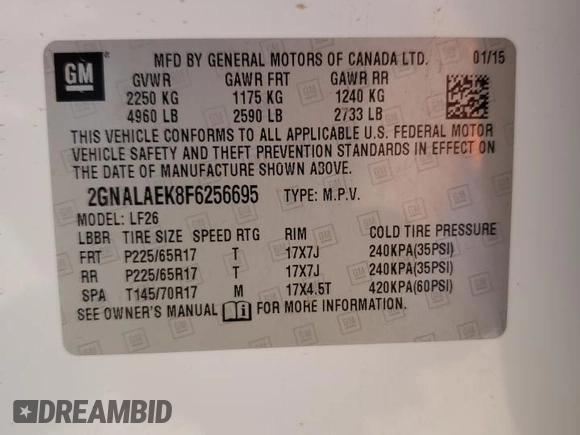 GM
MFD BY GENERAL MOTORS OF CANADA LTD. 01/15
GVWR GAWR FRT GAWR RR
2250 KG 1175 KG 1240 KG
4960 LB 2590 LB 2733 LB
THIS VEHICLE CONFORMS TO ALL APPLICABLE U.S. FEDERAL MOTOR
VEHICLE SAFETY AND THEFT PREVENTION STANDARDS IN EFFECT ON
THE DATE OF MANUFACTURE SHOWN ABOVE.
2GNALAEK8F6256695 TYPE: M.P.V.
MODEL: LF26
LBBR TIRE SIZE SPEED RTG RIM COLD TIRE PRESSURE
FRT P225/65R17 T 17X7J 240KPA(35PSI)
RR P225/65R17 T 17X7J 240KPA(35PSI)
SPA T145/70R17 M 17X4.5T 420KPA(60PSI)
SEE OWNER'S MANUAL FOR MORE INFORMATION.
DREAMBID